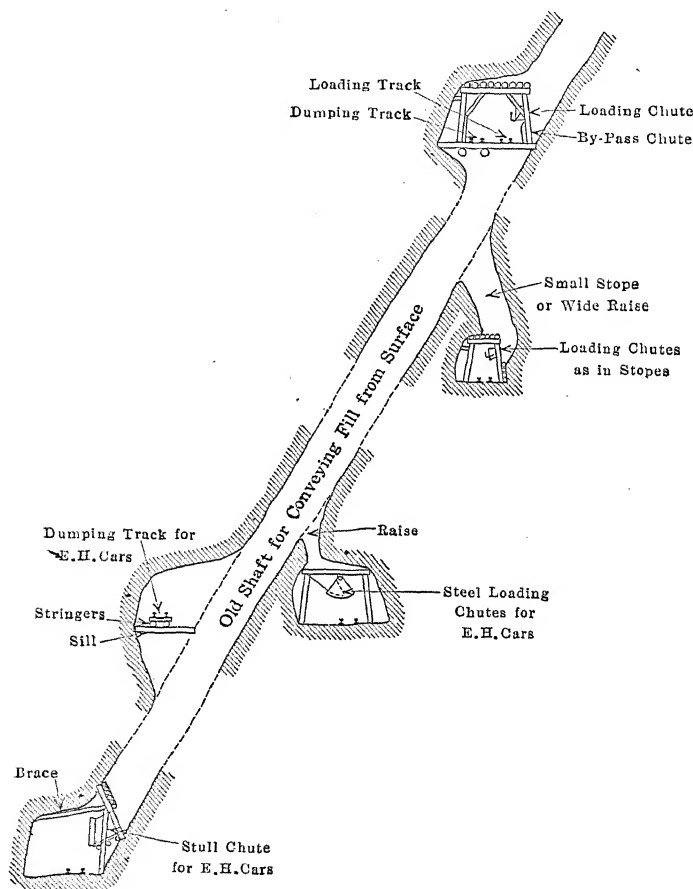 Loading Track
Dumping Track
Loading Chute
By-Pass Chute
Small Stope
or Wide Raise
Loading Chutes
as in Stopes
Old Shaft for Conveying Fill from Surface
Raise
Dumping Track for
E.H.Cars
Stringers
Sill
Steel Loading
Chutes for
E.H.Cars
Brace
Stull Chute
for E.H.Cars